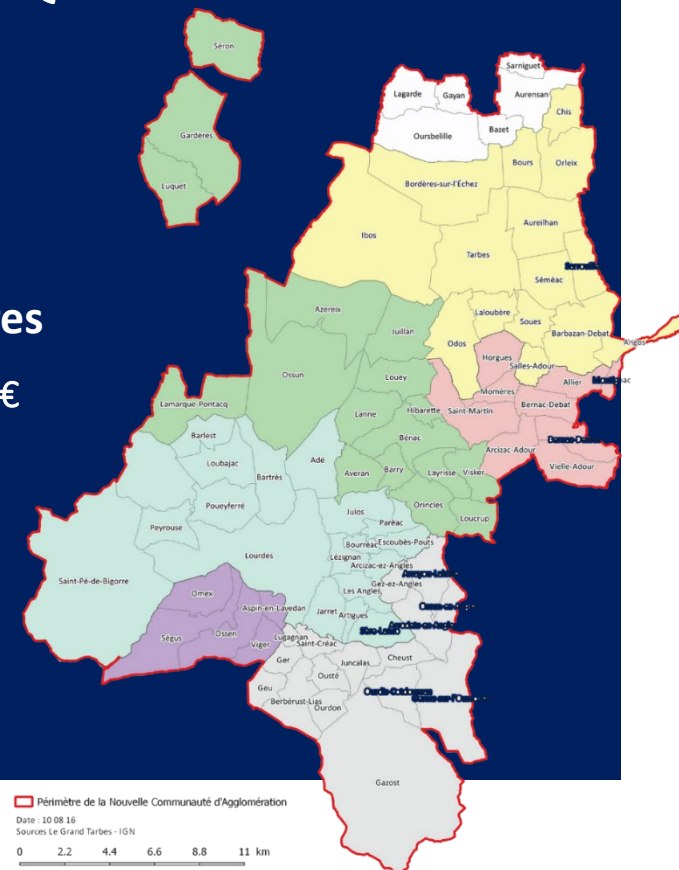 Séron
Sarniguet
Lagarde
Gayan
Aurensan
Chis
Gardères
Oursbelille
Bazet
Bours
Orleix
Luquet
Bordères-sur-l'Échez
Aureilhan
Ibos
Tarbes
Séméac
es
Azereix
Laloubère
Soues
Juillan
Barbazan-Debat
Odos
Angos
€
Horgues
Salles-Adour
Ossun
Louey
Allier
Momères
Lamarque-Pontacq
Lanne
Hibarette
Saint-Martin
Bernac-Debat
Barlest
Bénac
Loubajac
Adé
Arcizac-Adour
Bartrès
Averan
Barry
Layrisse
Visker
Vielle-Adour
Poueyferré
Julos
Orincles
Loucrup
Peyrouse
Paréac
Bourréac
Escoubès-Pouts
Lourdes
Lézignan
Arcizac-ez-Angles
Saint-Pé-de-Bigorre
Gez-ez-Angles
Omex
Les Angles
Aspin-en-Lavedan
Jarret
Artigues
Ségus
Ossen
Viger
Lugagnan
Saint-Créac
Ger
Juncalas
Cheust
Ousté
Geu
Berbérust-Lias
Ourdon
Gazost
Périmètre de la Nouvelle Communauté d'Agglomération
Date : 10 08 16
Sources Le Grand Tarbes - IGN
0 2.2 4.4 6.6 8.8 11 km